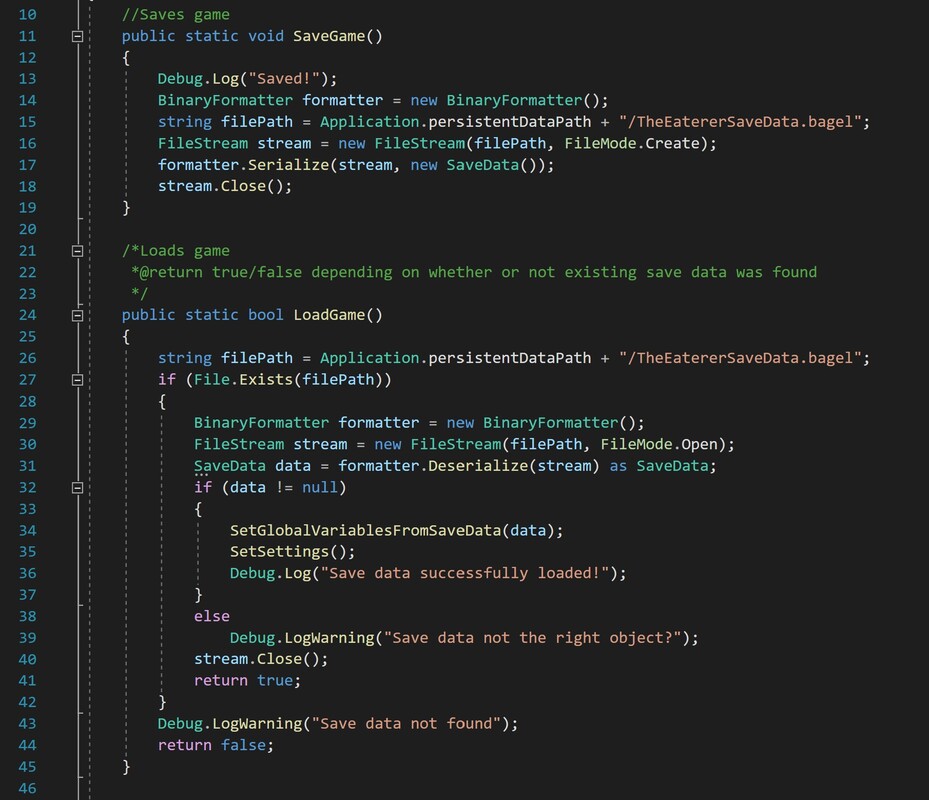 10 //Saves game
11 public static void SaveGame()
12 {
13 Debug.Log("Saved!");
14 BinaryFormatter formatter = new BinaryFormatter();
15 string filePath = Application.persistentDataPath + "/TheEatererSaveData.bagel";
16 FileStream stream = new FileStream(filePath, FileMode.Create);
17 formatter.Serialize(stream, new SaveData());
18 stream.Close();
19 }
20
21 /*Loads game
22 *@return true/false depending on whether or not existing save data was found
23 */
24 public static bool LoadGame()
25 {
26 string filePath = Application.persistentDataPath + "/TheEatererSaveData.bagel";
27 if (File.Exists(filePath))
28 {
29 BinaryFormatter formatter = new BinaryFormatter();
30 FileStream stream = new FileStream(filePath, FileMode.Open);
31 SaveData data = formatter.Deserialize(stream) as SaveData;
32 if (data != null)
33 {
34 SetGlobalVariablesFromSaveData(data);
35 SetSettings();
36 Debug.Log("Save data successfully loaded!");
37 }
38 else
39 Debug.LogWarning("Save data not the right object?");
40 stream.Close();
41 return true;
42 }
43 Debug.LogWarning("Save data not found");
44 return false;
45 }
46